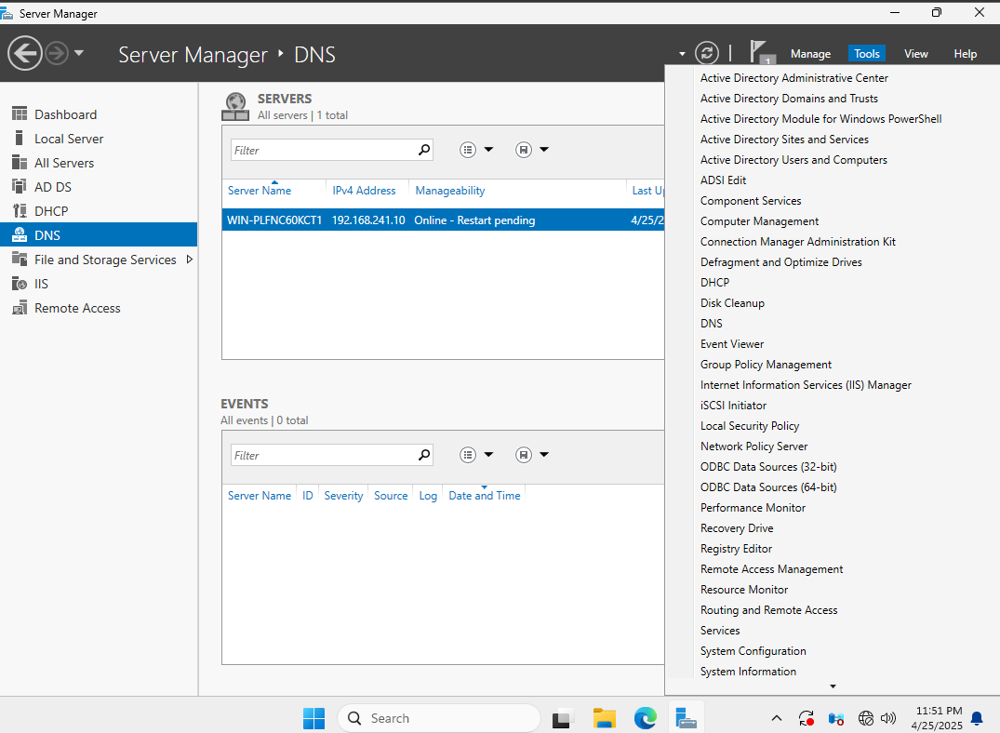 Server Manager
Server Manager ‣ DNS
1
Manage
Tools
View
Help
Dashboard
Local Server
All Servers
AD DS
DHCP
DNS
File and Storage Services
IIS
Remote Access
SERVERS
All servers | 1 total
Filter
Server Name IPv4 Address Manageability Last Up
WIN-PLFNC60KCT1 192.168.241.10 Online - Restart pending 4/25/2
EVENTS
All events | 0 total
Filter
Server Name ID Severity Source Log Date and Time
Active Directory Administrative Center
Active Directory Domains and Trusts
Active Directory Module for Windows PowerShell
Active Directory Sites and Services
Active Directory Users and Computers
ADSI Edit
Component Services
Computer Management
Connection Manager Administration Kit
Defragment and Optimize Drives
DHCP
Disk Cleanup
DNS
Event Viewer
Group Policy Management
Internet Information Services (IIS) Manager
iSCSI Initiator
Local Security Policy
Network Policy Server
ODBC Data Sources (32-bit)
ODBC Data Sources (64-bit)
Performance Monitor
Recovery Drive
Registry Editor
Remote Access Management
Resource Monitor
Routing and Remote Access
Services
System Configuration
System Information
Search
11:51 PM
4/25/2025